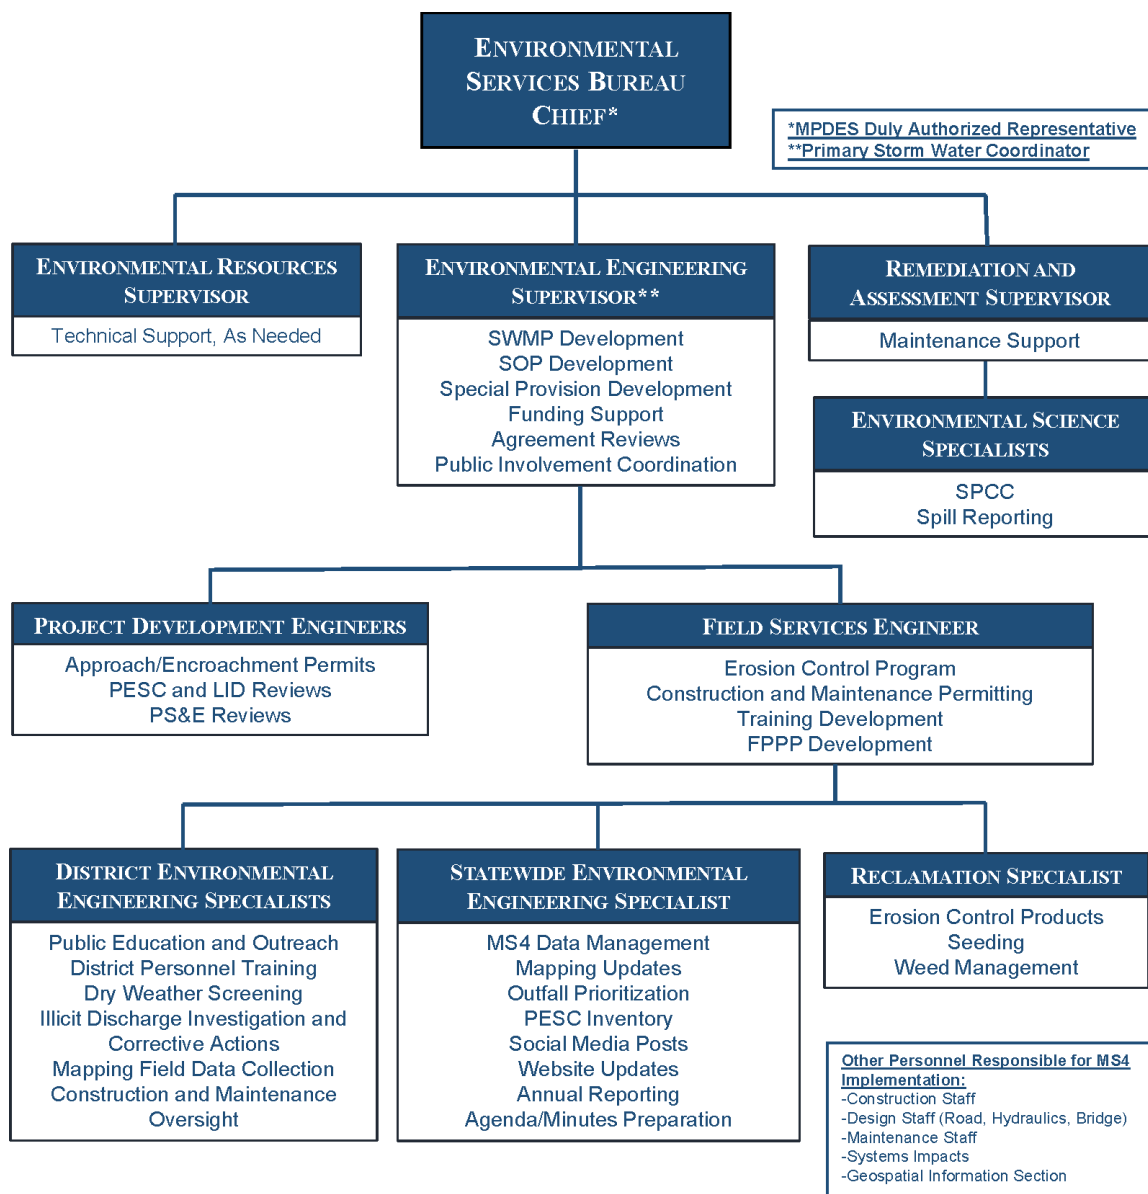 ENVIRONMENTAL
SERVICES BUREAU
CHIEF*
*MPDES Duly Authorized Representative
**Primary Storm Water Coordinator
ENVIRONMENTAL RESOURCES
SUPERVISOR
Technical Support, As Needed
ENVIRONMENTAL ENGINEERING
SUPERVISOR**
SWMP Development
SOP Development
Special Provision Development
Funding Support
Agreement Reviews
Public Involvement Coordination
REMEDIATION AND
ASSESSMENT SUPERVISOR
Maintenance Support
ENVIRONMENTAL SCIENCE
SPECIALISTS
SPCC
Spill Reporting
PROJECT DEVELOPMENT ENGINEERS
Approach/Encroachment Permits
PESC and LID Reviews
PS&E Reviews
FIELD SERVICES ENGINEER
Erosion Control Program
Construction and Maintenance Permitting
Training Development
FPPP Development
DISTRICT ENVIRONMENTAL
ENGINEERING SPECIALISTS
Public Education and Outreach
District Personnel Training
Dry Weather Screening
Illicit Discharge Investigation and
Corrective Actions
Mapping Field Data Collection
Construction and Maintenance
Oversight
STATEWIDE ENVIRONMENTAL
ENGINEERING SPECIALIST
MS4 Data Management
Mapping Updates
Outfall Prioritization
PESC Inventory
Social Media Posts
Website Updates
Annual Reporting
Agenda/Minutes Preparation
RECLAMATION SPECIALIST
Erosion Control Products
Seeding
Weed Management
Other Personnel Responsible for MS4
Implementation:
-Construction Staff
-Design Staff (Road, Hydraulics, Bridge)
-Maintenance Staff
-Systems Impacts
-Geospatial Information Section